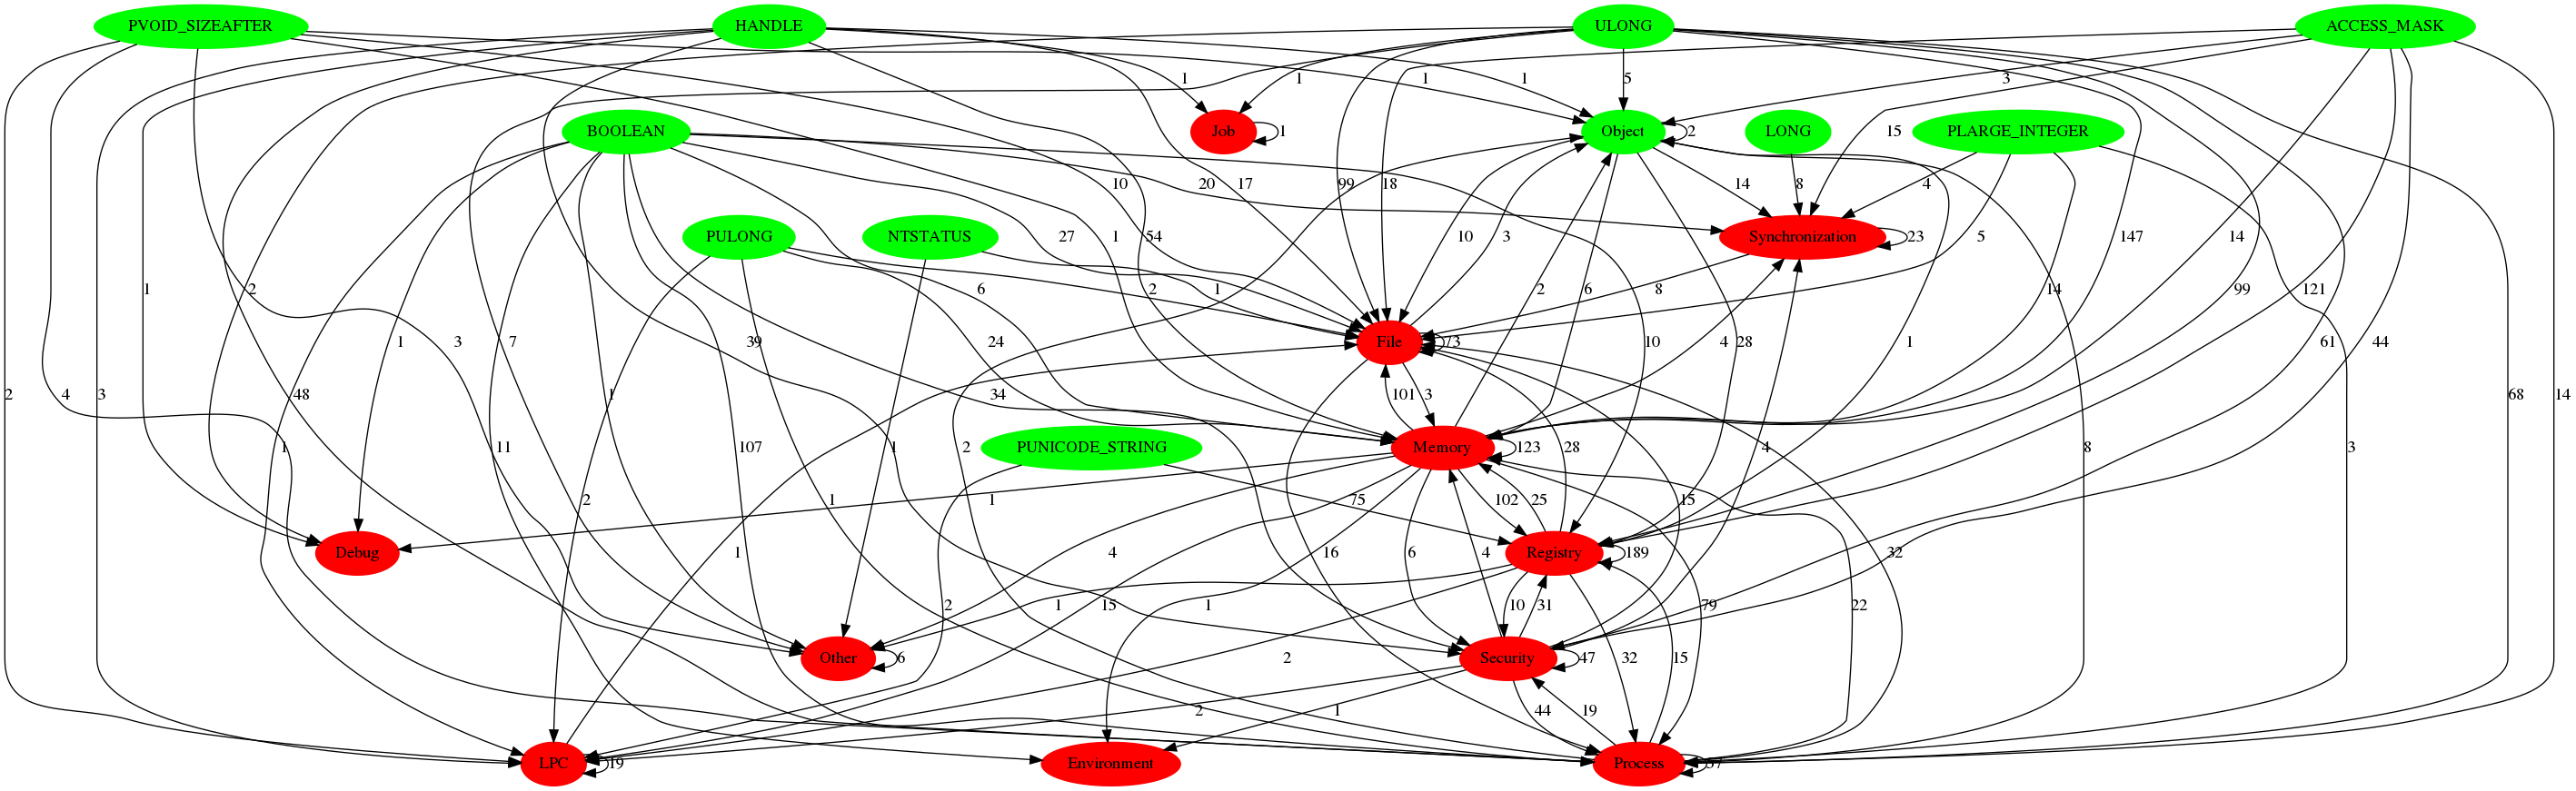 PVOID_SIZEAFTER HANDLE ULONG ACCESS_MASK
1 1 1 1 5 3
BOOLEAN Job 1 Object 2 LONG PLARGE_INTEGER 15
10 20 17 99 18 14 8 4
PULONG NTSTATUS 27 1 54 10 3 Synchronization 23 5 147 14
1 2 2 6 1 2 2 6 8 14 99 121
3 7 39 24 File 73 10 28 4 1 61 44
2 4 3 48 1 34 101 3 68 14
1 11 107 PUNICODE_STRING 1 2 Memory 123 28 4 8 3
2 1 1 75 102 25 15
Debug 1 4 16 6 4 Registry 189 32
2 1 15 1 10 31 79 22
Other 6 2 Security 47 32 15
2 1 44 19
LPC 19 Environment Process